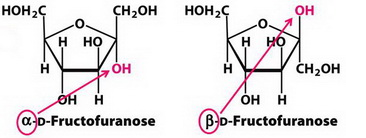 HOH₂C O CH₂OH
H HO
H OH
OH H
α-D-Fructofuranose
HOH₂C O OH
H HO
H CH₂OH
OH H
β-D-Fructofuranose